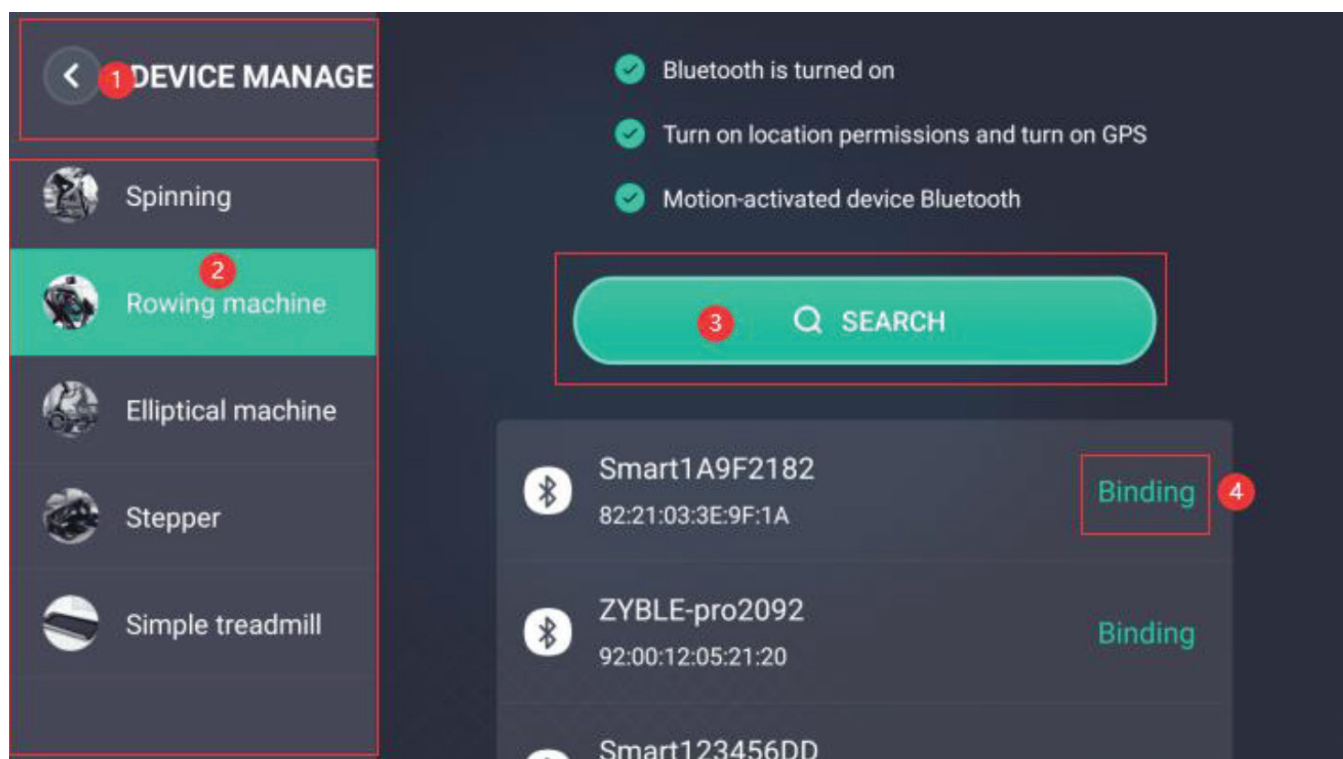 1 DEVICE MANAGE
Spinning
2
Rowing machine
Elliptical machine
Stepper
Simple treadmill
Bluetooth is turned on
Turn on location permissions and turn on GPS
Motion-activated device Bluetooth
3 SEARCH
Smart1A9F2182
82:21:03:3E:9F:1A
Binding 4
ZYBLE-pro2092
92:00:12:05:21:20
Binding
Smart123456DD